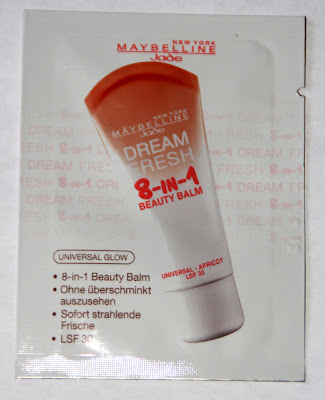 NEW YORK
MAYBELLINE
Jade
NEW YORK
MAYBELLINE
Jade
DREAM
FRESH
8-IN-1
BEAUTY BALM
UNIVERSAL - APRICOT
LSF 30
UNIVERSAL GLOW
• 8-in-1 Beauty Balm
• Ohne überschminkt
auszusehen
• Sofort strahlende
Frische
• LSF 30